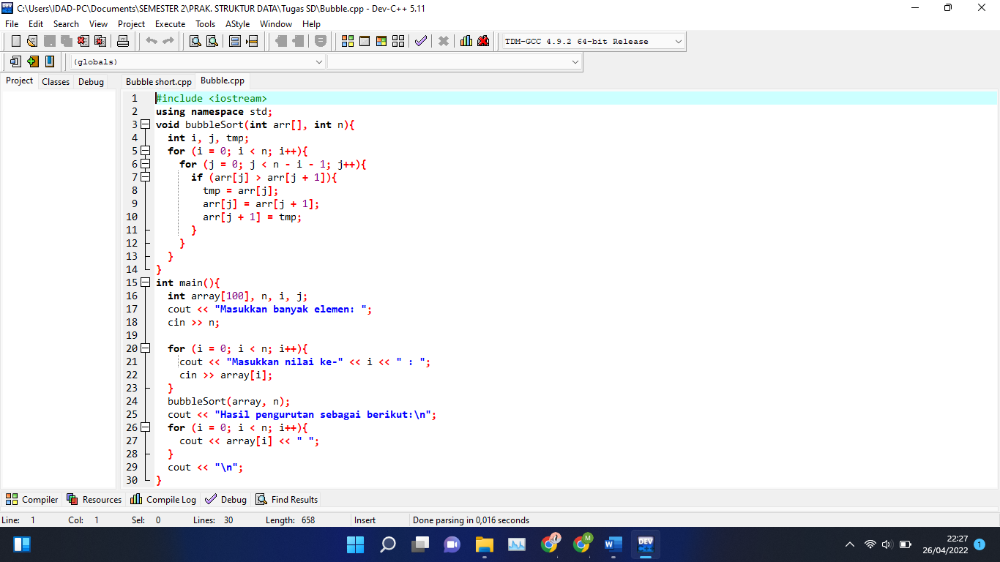 C:\Users\IDAD-PC\Documents\SEMESTER 2\PRAK. STRUKTUR DATA\Tugas SD\Bubble.cpp - Dev-C++ 5.11
File Edit Search View Project Execute Tools AStyle Window Help
TDM-GCC 4.9.2 64-bit Release
(globals)
Project Classes Debug Bubble short.cpp Bubble.cpp
1 #include <iostream>
2 using namespace std;
3 void bubbleSort(int arr[], int n){
4 int i, j, tmp;
5 for (i = 0; i < n; i++){
6 for (j = 0; j < n - i - 1; j++){
7 if (arr[j] > arr[j + 1]){
8 tmp = arr[j];
9 arr[j] = arr[j + 1];
10 arr[j + 1] = tmp;
11 }
12 }
13 }
14 }
15 int main(){
16 int array[100], n, i, j;
17 cout << "Masukkan banyak elemen: ";
18 cin >> n;
19
20 for (i = 0; i < n; i++){
21 cout << "Masukkan nilai ke-" << i << " : ";
22 cin >> array[i];
23 }
24 bubbleSort(array, n);
25 cout << "Hasil pengurutan sebagai berikut:\n";
26 for (i = 0; i < n; i++){
27 cout << array[i] << " ";
28 }
29 cout << "\n";
30 }
Compiler Resources Compile Log Debug Find Results
Line: 1 Col: 1 Sel: 0 Lines: 30 Length: 658 Insert Done parsing in 0,016 seconds
M W DEV
22:27
26/04/2022
1